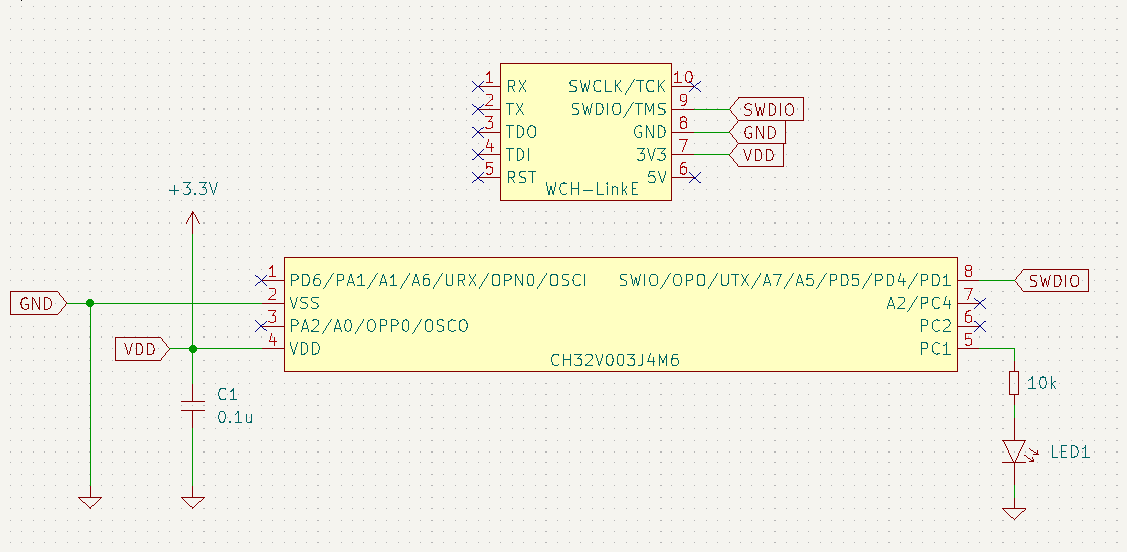 1 RX SWCLK/TCK 10
2 TX SWDIO/TMS 9 SWDIO
3 TDO GND 8 GND
4 TDI 3V3 7 VDD
5 RST 5V 6
WCH-LinkE
+3.3V
1 PD6/PA1/A1/A6/URX/OPN0/OSCI SWIO/OPO/UTX/A7/A5/PD5/PD4/PD1 8 SWDIO
GND 2 VSS A2/PC4 7
3 PA2/A0/OPP0/OSCO PC2 6
VDD 4 VDD PC1 5
CH32V003J4M6
C1
0.1u
10k
LED1